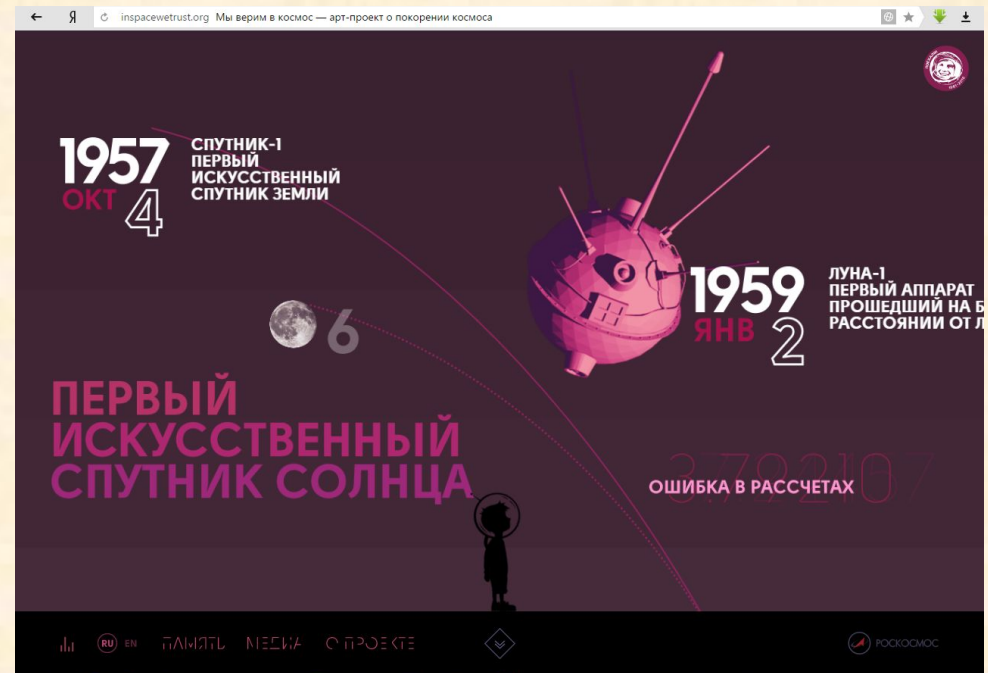 Я inspacewetrust.org Мы верим в космос — арт-проект о покорении космоса
1957
ОКТ 4
СПУТНИК-1
ПЕРВЫЙ
ИСКУССТВЕННЫЙ
СПУТНИК ЗЕМЛИ
1959
ЯНВ 2
ЛУНА-1
ПЕРВЫЙ АППАРАТ
ПРОШЕДШИЙ НА Б
РАССТОЯНИИ ОТ Л
6
ПЕРВЫЙ
ИСКУССТВЕННЫЙ
СПУТНИК СОЛНЦА
ОШИБКА В РАССЧЕТАХ
RU EN ПАМЯТЬ МЕДИА О ПРОЕКТЕ
РОСКОСМОС